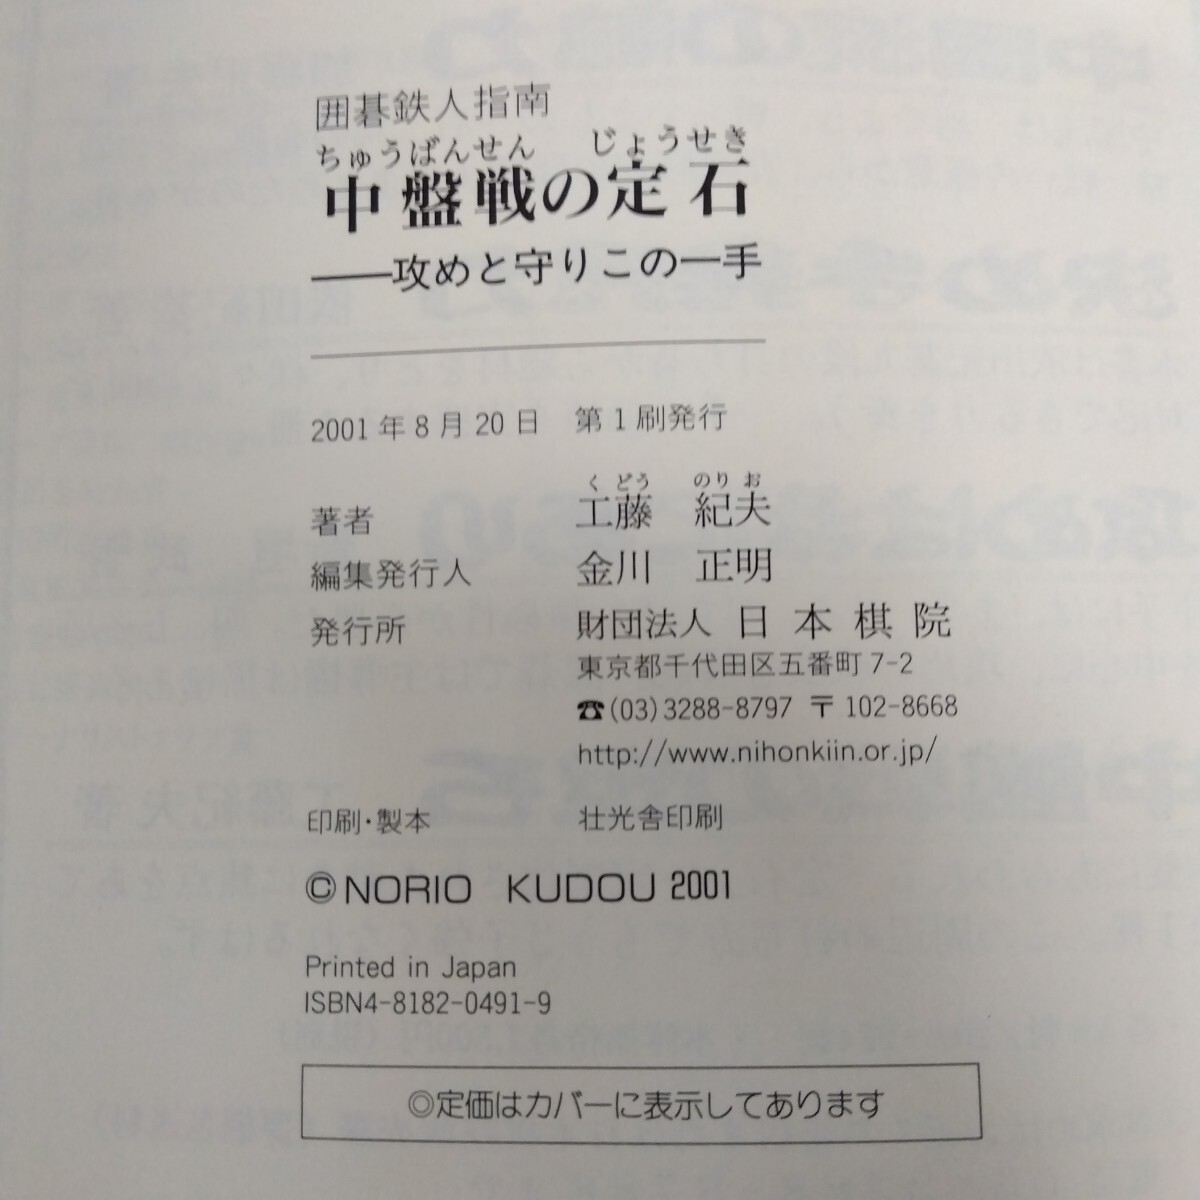 囲碁鉄人指南
ちゅうばんせん じょうせき
中盤戦の定石
――攻めと守りこの一手
2001年8月20日 第1刷発行
くどう のりお
著者 工藤 紀夫
編集発行人 金川 正明
発行所 財団法人 日本棋院
東京都千代田区五番町7-2
☎(03)3288-8797 〒102-8668
http://www.nihonkiin.or.jp/
印刷・製本 壮光舎印刷
©NORIO KUDOU 2001
Printed in Japan
ISBN4-8182-0491-9
◎定価はカバーに表示してあります